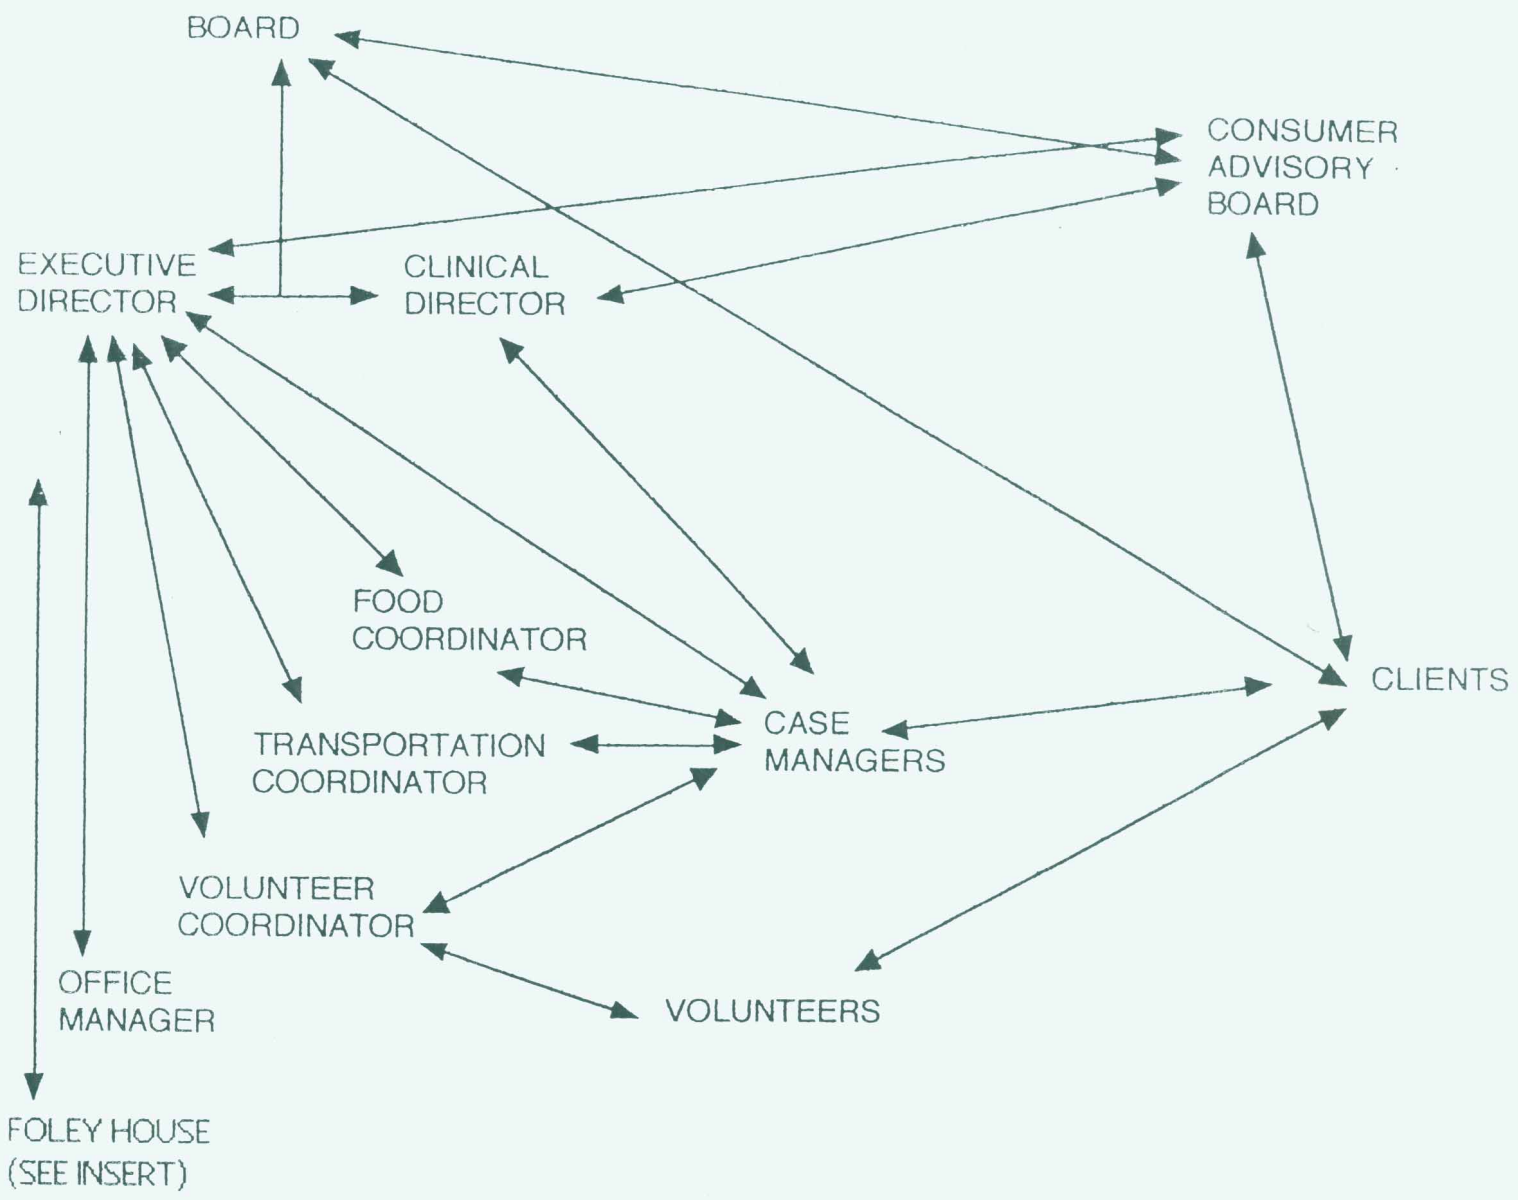 BOARD
CONSUMER
ADVISORY
BOARD
EXECUTIVE
DIRECTOR
CLINICAL
DIRECTOR
FOOD
COORDINATOR
CLIENTS
CASE
MANAGERS
TRANSPORTATION
COORDINATOR
VOLUNTEER
COORDINATOR
OFFICE
MANAGER
VOLUNTEERS
FOLEY HOUSE
(SEE INSERT)